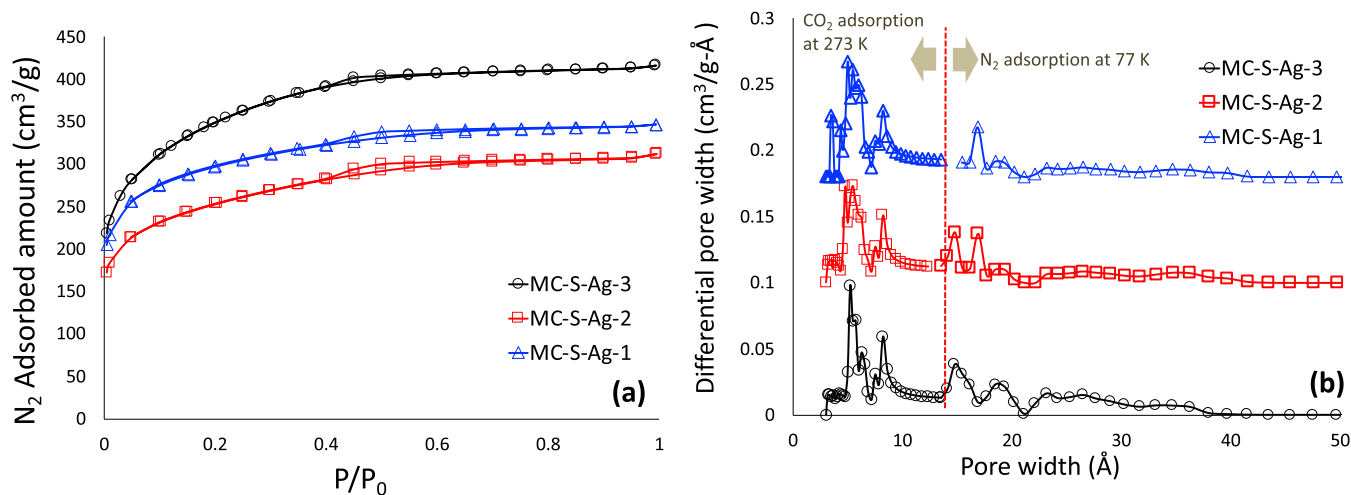 N2 Adsorbed amount (cm3/g)
450
400
350
300
250
200
150
100
50
0
0
0.2
0.4
0.6
0.8
1
P/P0
MC-S-Ag-3
MC-S-Ag-2
MC-S-Ag-1
(a)
Differential pore width (cm3/g-Å)
0.3
0.25
0.2
0.15
0.1
0.05
0
0
10
20
30
40
50
Pore width (Å)
CO2 adsorption
at 273 K
N2 adsorption at 77 K
MC-S-Ag-3
MC-S-Ag-2
MC-S-Ag-1
(b)